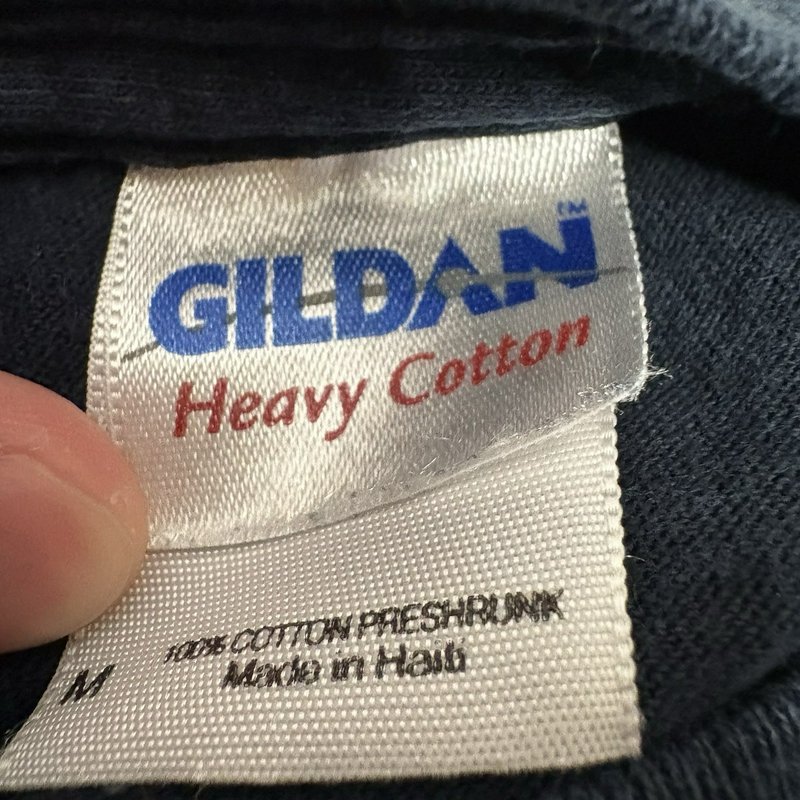 GILDAN™
Heavy Cotton
100% COTTON PRESHRUNK
Made in Haiti
M